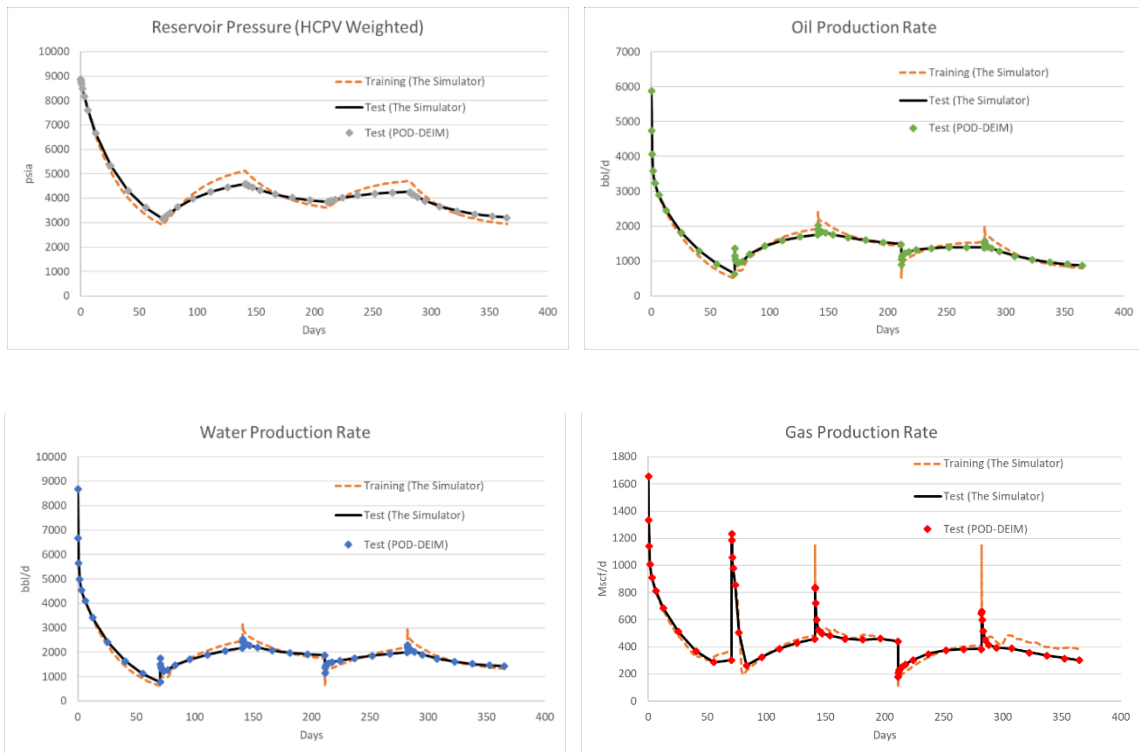 Reservoir Pressure (HCPV Weighted)
10000
9000
8000
7000
6000
5000
4000
3000
2000
1000
0
psia
Training (The Simulator)
Test (The Simulator)
Test (POD-DEIM)
0 50 100 150 200 250 300 350 400
Days
Oil Production Rate
7000
6000
5000
4000
3000
2000
1000
0
bbl/d
Training (The Simulator)
Test (The Simulator)
Test (POD-DEIM)
0 50 100 150 200 250 300 350 400
Days
Water Production Rate
10000
9000
8000
7000
6000
5000
4000
3000
2000
1000
0
bbl/d
Training (The Simulator)
Test (The Simulator)
Test (POD-DEIM)
0 50 100 150 200 250 300 350 400
Days
Gas Production Rate
1800
1600
1400
1200
1000
800
600
400
200
0
Mscf/d
Training (The Simulator)
Test (The Simulator)
Test (POD-DEIM)
0 50 100 150 200 250 300 350 400
Days